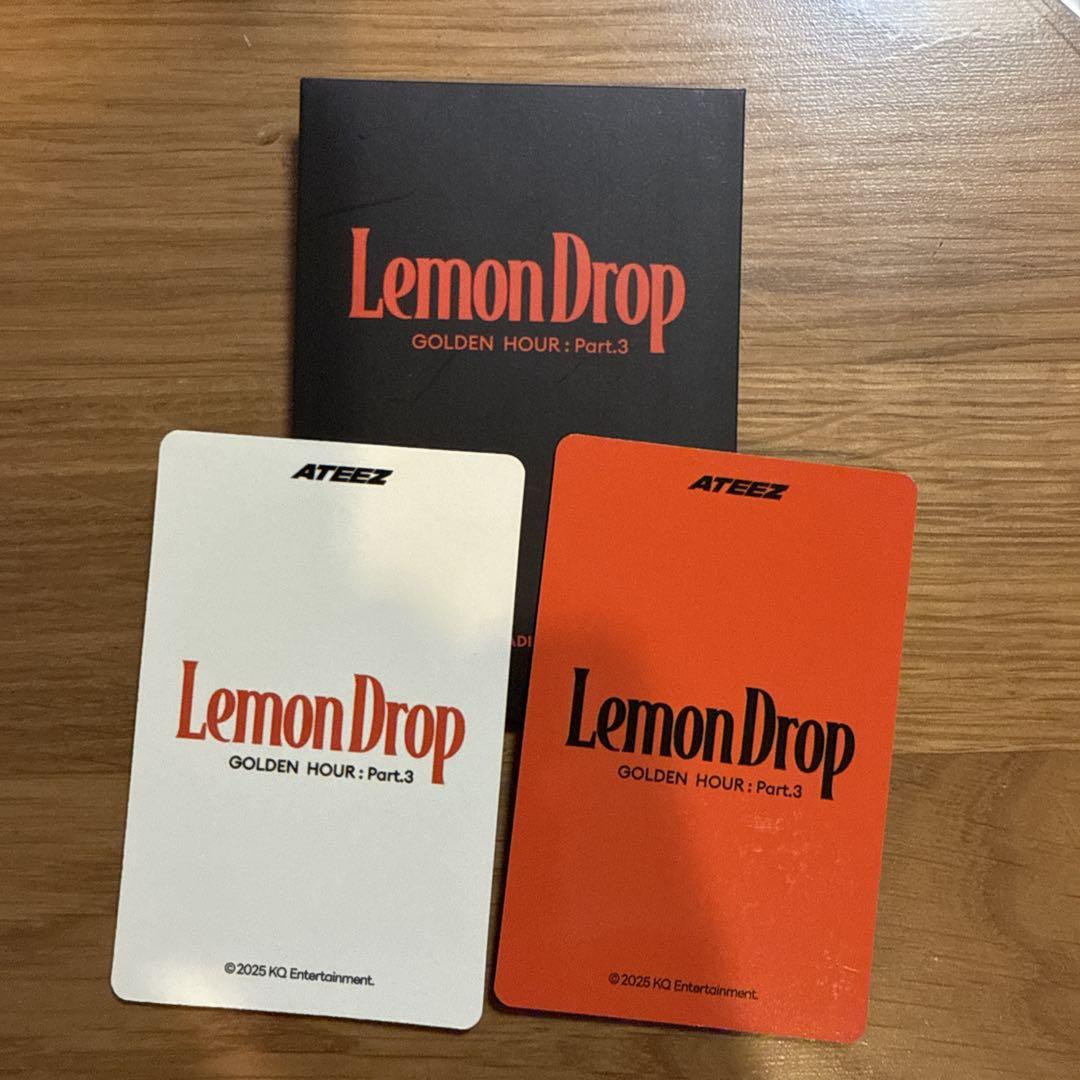 Lemon Drop
GOLDEN HOUR : Part.3
ATEEZ
Lemon Drop
GOLDEN HOUR : Part.3
© 2025 KQ Entertainment.
ATEEZ
Lemon Drop
GOLDEN HOUR : Part.3
© 2025 KQ Entertainment.